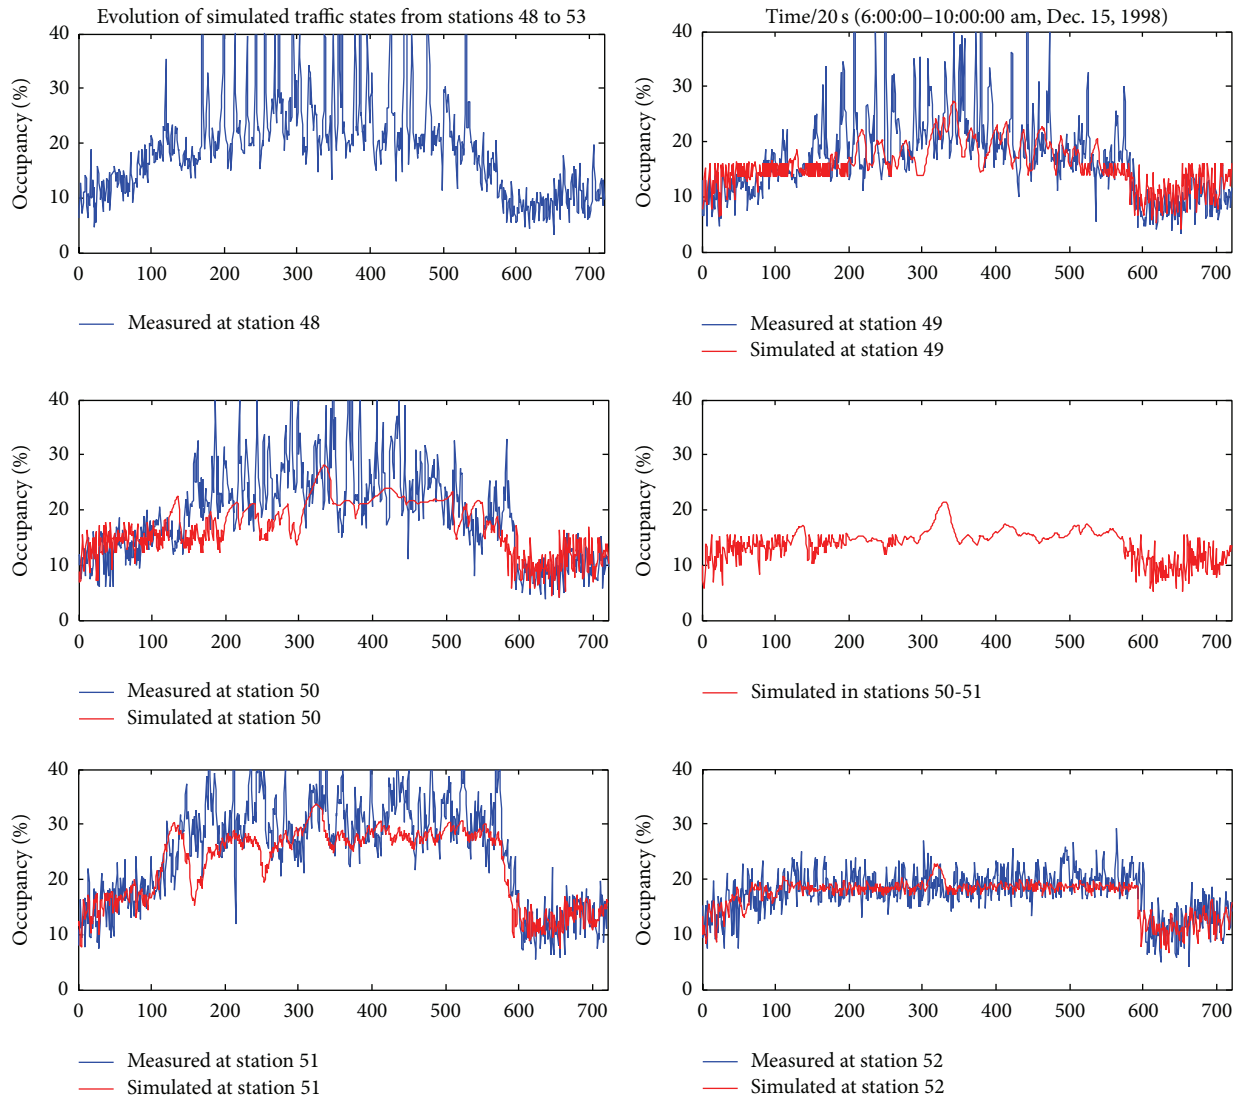 Evolution of simulated traffic states from stations 48 to 53
Occupancy (%)
40
30
20
10
0
0 100 200 300 400 500 600 700
Measured at station 48
Time/20 s (6:00:00–10:00:00 am, Dec. 15, 1998)
Occupancy (%)
40
30
20
10
0
0 100 200 300 400 500 600 700
Measured at station 49
Simulated at station 49
Occupancy (%)
40
30
20
10
0
0 100 200 300 400 500 600 700
Measured at station 50
Simulated at station 50
Occupancy (%)
40
30
20
10
0
0 100 200 300 400 500 600 700
Simulated in stations 50-51
Occupancy (%)
40
30
20
10
0
0 100 200 300 400 500 600 700
Measured at station 51
Simulated at station 51
Occupancy (%)
40
30
20
10
0
0 100 200 300 400 500 600 700
Measured at station 52
Simulated at station 52